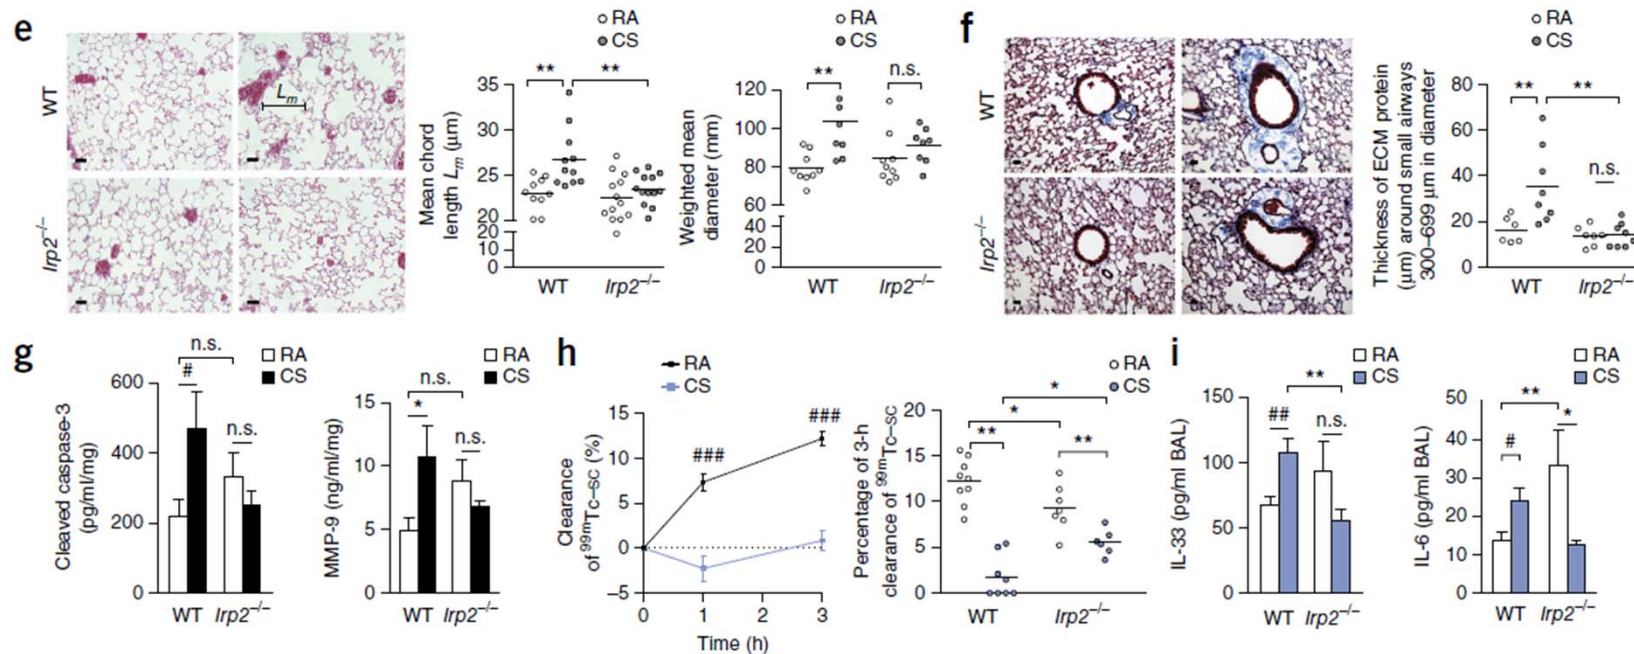 e
WT
Irp2–/–
Lm
RA
CS
** **
35
30
25
20
20
10
0
Mean chord
length Lm (μm)
WT Irp2–/–
RA
CS
** n.s.
120
100
80
60
60
40
20
0
Weighted mean
diameter (mm)
WT Irp2–/–
f
WT
Irp2–/–
RA
CS
** **
n.s.
80
60
40
20
0
Thickness of ECM protein
(μm) around small airways
300–699 μm in diameter
WT Irp2–/–
g
RA
CS
n.s.
#
n.s.
600
400
200
0
Cleaved caspase-3
(pg/ml/mg)
WT Irp2–/–
RA
CS
n.s.
*
n.s.
15
10
5
0
MMP-9 (ng/ml/mg)
WT Irp2–/–
h
RA
CS
###
###
15
10
5
0
–5
Clearance
of 99mTc–SC (%)
0 1 2 3
Time (h)
RA
CS
*
*
** **
20
15
10
5
0
Percentage of 3-h
clearance of 99mTc–SC
WT Irp2–/–
i
RA
CS
**
## n.s.
150
100
50
0
IL-33 (pg/ml BAL)
WT Irp2–/–
RA
CS
**
*
#
50
40
30
20
10
0
IL-6 (pg/ml BAL)
WT Irp2–/–